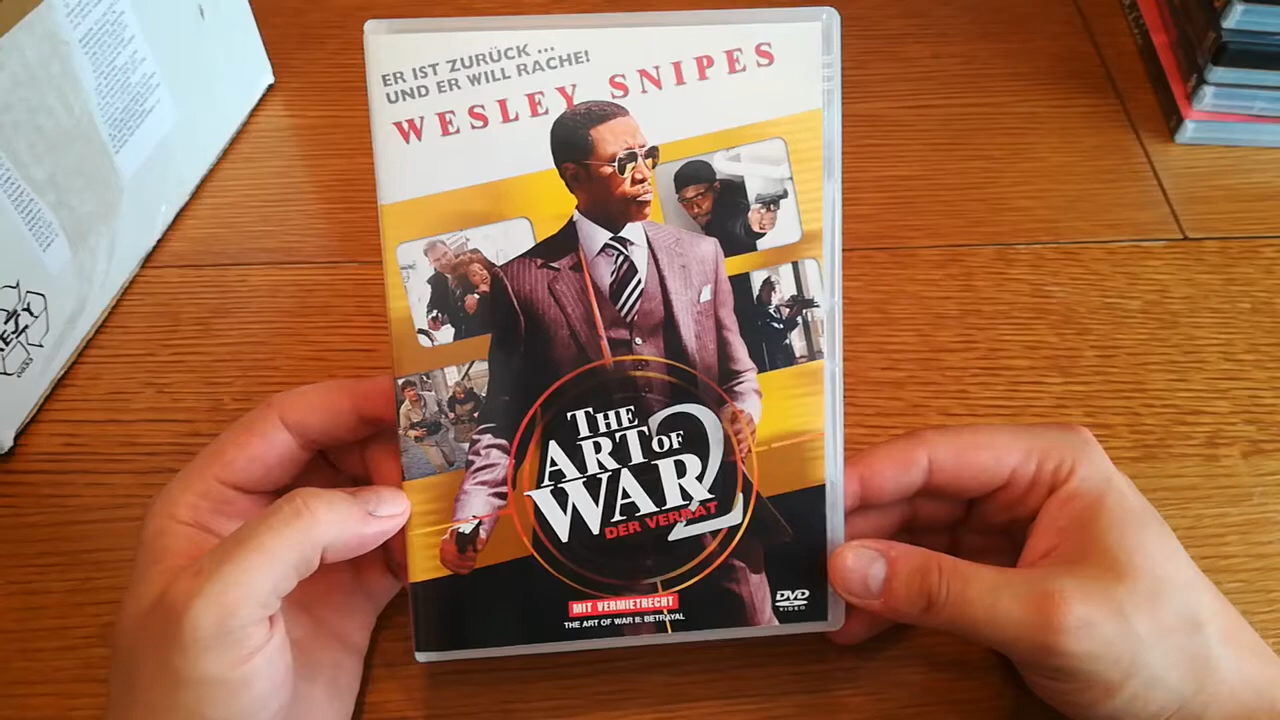 ER IST ZURÜCK ...
UND ER WILL RACHE!
WESLEY SNIPES
THE
ART OF
WAR 2
DER VERRAT
MIT VERMIETRECHT
THE ART OF WAR II: BETRAYAL
DVD
VIDEO